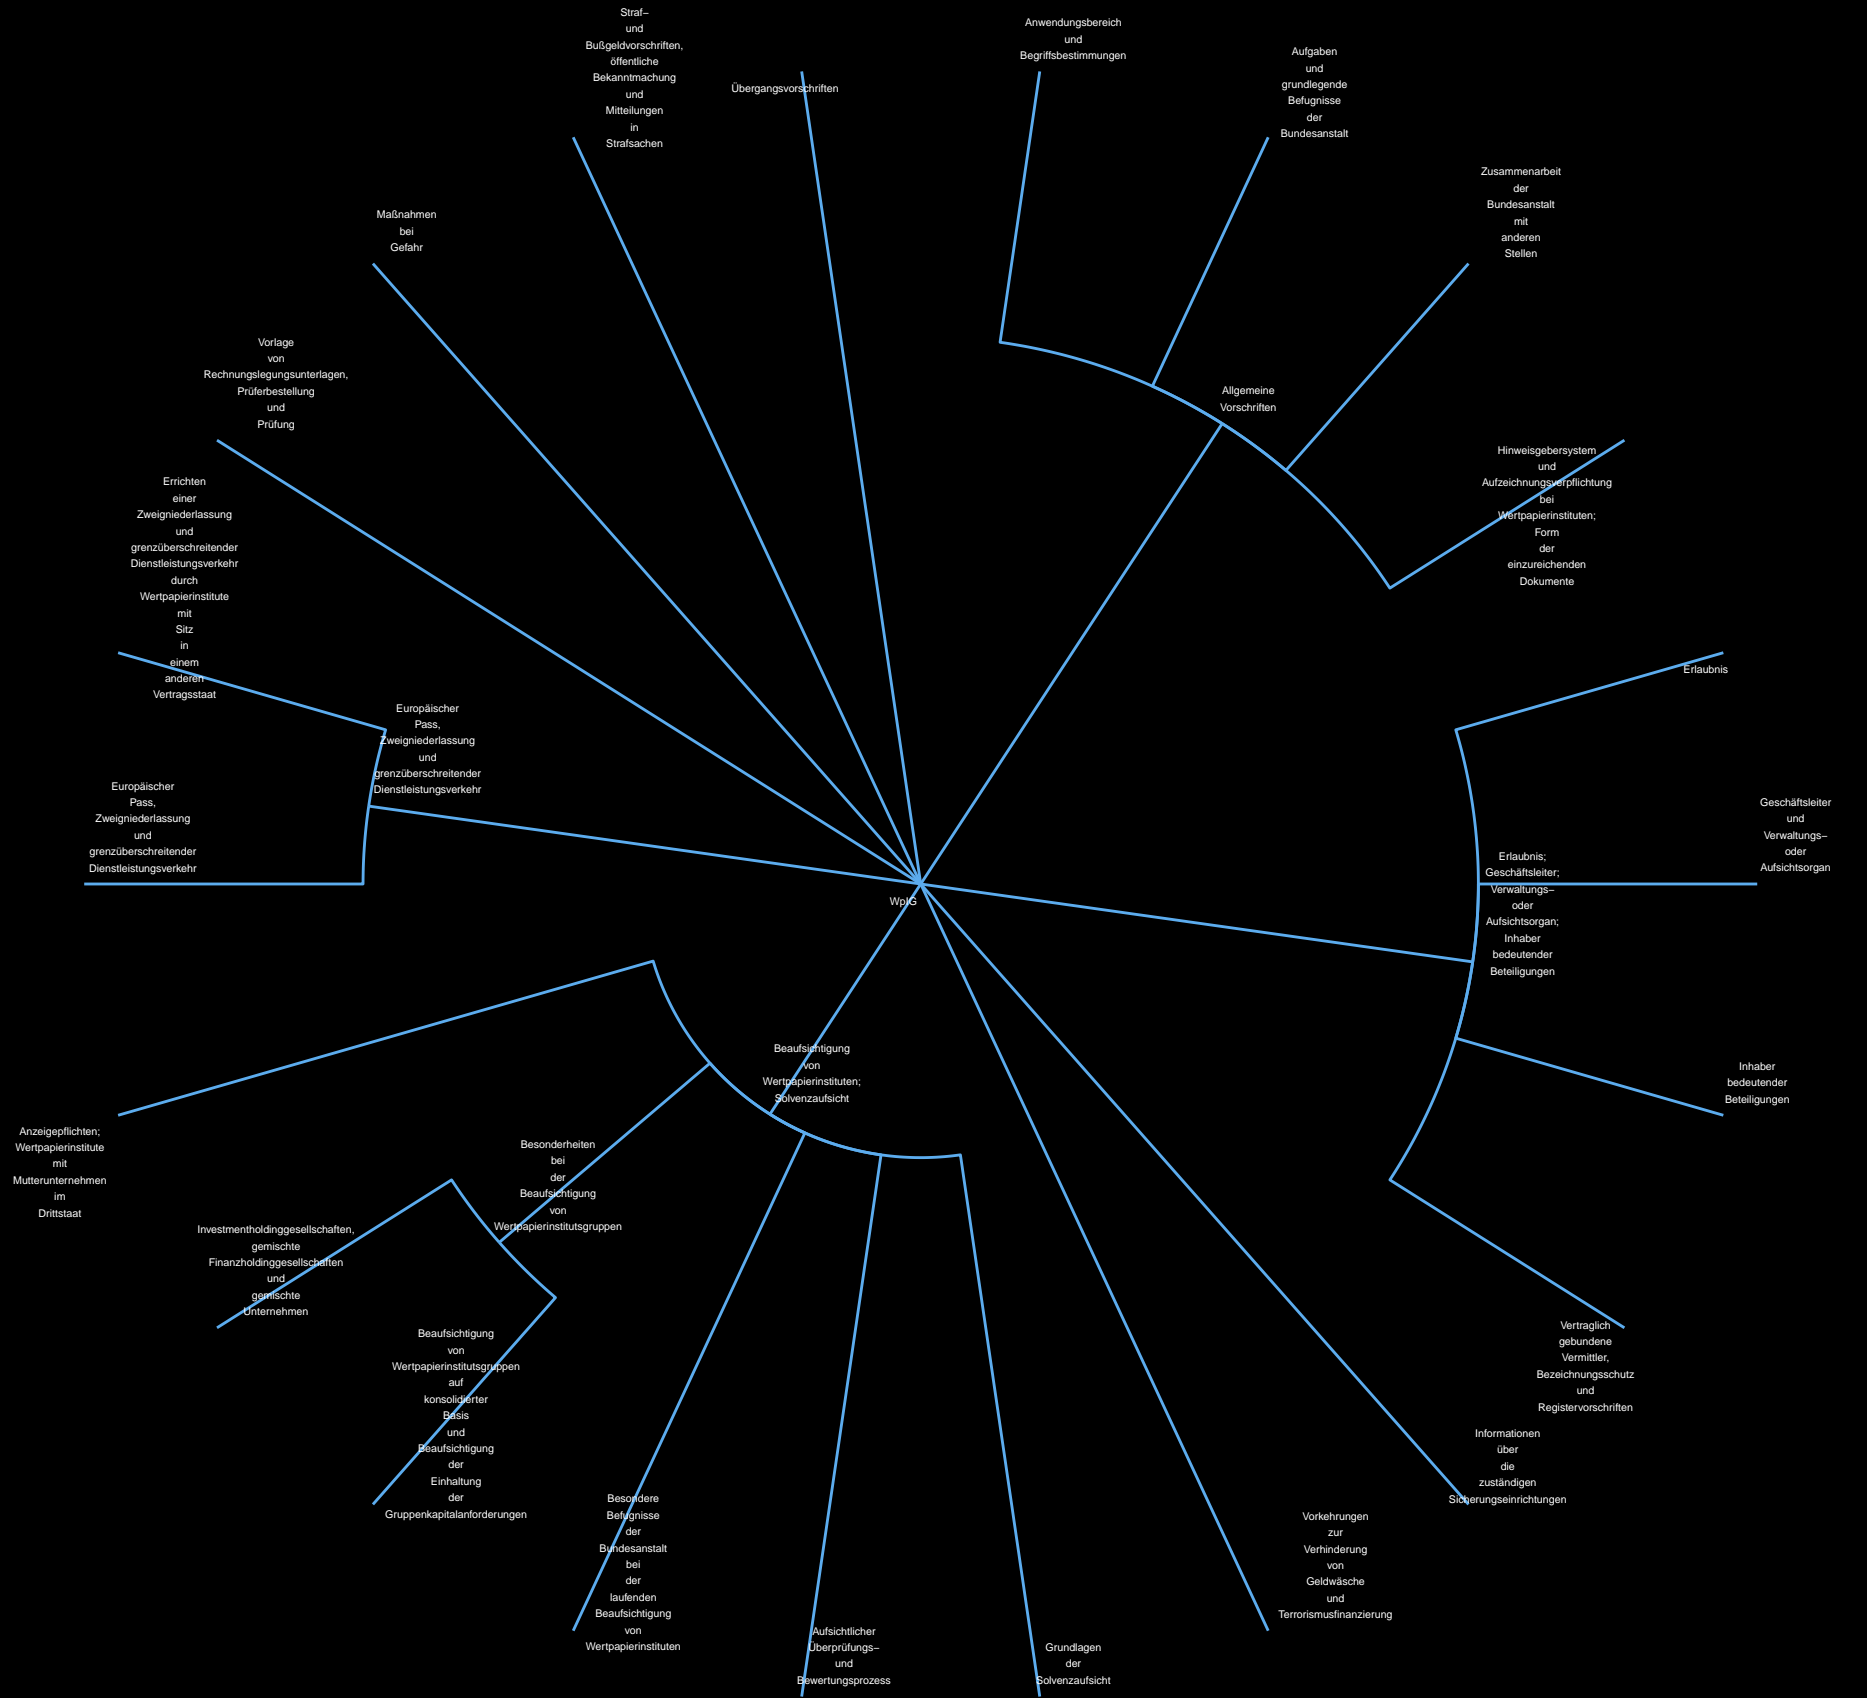 Straf–
und
Bußgeldvorschriften,
öffentliche
Bekanntmachung
und
Mitteilungen
in
Strafsachen
Übergangsvorschriften
Anwendungsbereich
und
Begriffsbestimmungen
Aufgaben
und
grundlegende
Befugnisse
der
Bundesanstalt
Zusammenarbeit
der
Bundesanstalt
mit
anderen
Stellen
Maßnahmen
bei
Gefahr
Vorlage
von
Rechnungslegungsunterlagen,
Prüferbestellung
und
Prüfung
Allgemeine
Vorschriften
Hinweisgebersystem
und
Aufzeichnungsverpflichtung
bei
Wertpapierinstituten;
Form
der
einzureichenden
Dokumente
Errichten
einer
Zweigniederlassung
und
grenzüberschreitender
Dienstleistungsverkehr
durch
Wertpapierinstitute
mit
Sitz
in
einem
anderen
Vertragsstaat
Erlaubnis
Europäischer
Pass,
Zweigniederlassung
und
grenzüberschreitender
Dienstleistungsverkehr
Europäischer
Pass,
Zweigniederlassung
und
grenzüberschreitender
Dienstleistungsverkehr
Geschäftsleiter
und
Verwaltungs–
oder
Aufsichtsorgan
Erlaubnis;
Geschäftsleiter;
Verwaltungs–
oder
Aufsichtsorgan;
Inhaber
bedeutender
Beteiligungen
WpIG
Beaufsichtigung
von
Wertpapierinstituten;
Solvenzaufsicht
Inhaber
bedeutender
Beteiligungen
Anzeigepflichten;
Wertpapierinstitute
mit
Mutterunternehmen
im
Drittstaat
Besonderheiten
bei
der
Beaufsichtigung
von
Wertpapierinstitutsgruppen
Investmentholdinggesellschaften,
gemischte
Finanzholdinggesellschaften
und
gemischte
Unternehmen
Beaufsichtigung
von
Wertpapierinstitutsgruppen
auf
konsolidierter
Basis
und
Beaufsichtigung
der
Einhaltung
der
Gruppenkapitalanforderungen
Vertraglich
gebundene
Vermittler,
Bezeichnungsschutz
und
Registervorschriften
Informationen
über
die
zuständigen
Sicherungseinrichtungen
Besondere
Befugnisse
der
Bundesanstalt
bei
der
laufenden
Beaufsichtigung
von
Wertpapierinstituten
Vorkehrungen
zur
Verhinderung
von
Geldwäsche
und
Terrorismusfinanzierung
Aufsichtlicher
Überprüfungs–
und
Bewertungsprozess
Grundlagen
der
Solvenzaufsicht